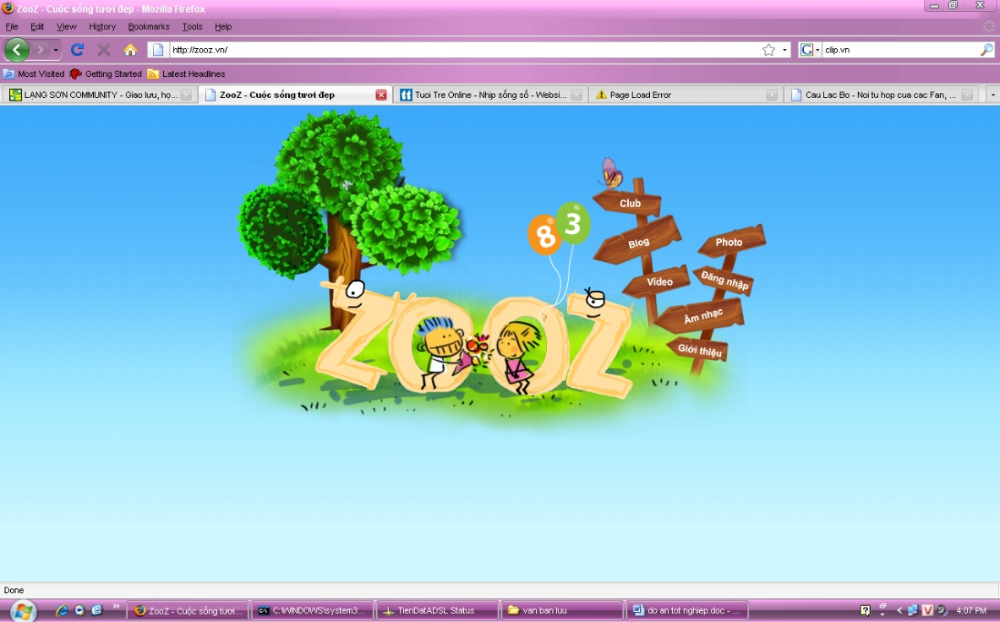 ZooZ - Cuộc sống tươi đẹp - Mozilla Firefox
File Edit View History Bookmarks Tools Help
http://zooz.vn/
G clip.vn
Most Visited Getting Started Latest Headlines
LẠNG SƠN COMMUNITY - Giao lưu, họ...
ZooZ - Cuộc sống tươi đẹp
Tuoi Tre Online - Nhịp sống số - Websi...
Page Load Error
Cau Lac Bo - Noi tu hop cua cac Fan, ...
Club
8 3
Blog
Photo
Video
Đăng nhập
Âm nhạc
Giới thiệu
ZOOZ
Done
ZooZ - Cuộc sống tươi...
C:\WINDOWS\system3...
TienDatADSL Status
van ban luu
do an tot nghiep.doc - ...
V
4:07 PM